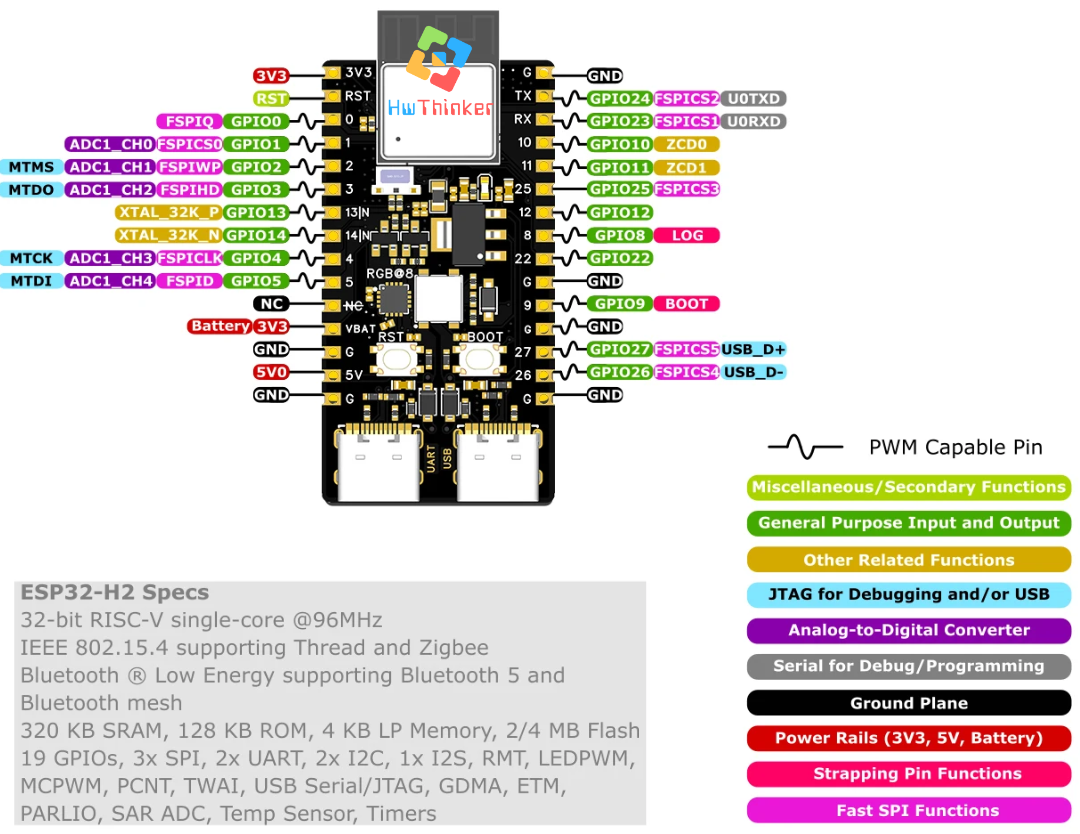 HwThinker
3V3 3V3 G GND
RST RST TX GPIO24 FSPICS2 U0TXD
FSPIQ GPIO0 0 RX GPIO23 FSPICS1 U0RXD
ADC1_CH0 FSPICS0 GPIO1 1 10 GPIO10 ZCD0
MTMS ADC1_CH1 FSPIWP GPIO2 2 11 GPIO11 ZCD1
MTDO ADC1_CH2 FSPIHD GPIO3 3 25 GPIO25 FSPICS3
XTAL_32K_P GPIO13 13|N 12 GPIO12
XTAL_32K_N GPIO14 14|N 8 GPIO8 LOG
MTCK ADC1_CH3 FSPICLK GPIO4 4 22 GPIO22
MTDI ADC1_CH4 FSPID GPIO5 5 G GND
RGB@8
NC NC 9 GPIO9 BOOT
Battery 3V3 VBAT G GND
RST BOOT
GND G 27 GPIO27 FSPICS5 USB_D+
5V0 5V 26 GPIO26 FSPICS4 USB_D-
GND G G GND
UART USB
PWM Capable Pin
Miscellaneous/Secondary Functions
General Purpose Input and Output
Other Related Functions
JTAG for Debugging and/or USB
Analog-to-Digital Converter
Serial for Debug/Programming
Ground Plane
Power Rails (3V3, 5V, Battery)
Strapping Pin Functions
Fast SPI Functions
ESP32-H2 Specs
32-bit RISC-V single-core @96MHz
IEEE 802.15.4 supporting Thread and Zigbee
Bluetooth ® Low Energy supporting Bluetooth 5 and
Bluetooth mesh
320 KB SRAM, 128 KB ROM, 4 KB LP Memory, 2/4 MB Flash
19 GPIOs, 3x SPI, 2x UART, 2x I2C, 1x I2S, RMT, LEDPWM,
MCPWM, PCNT, TWAI, USB Serial/JTAG, GDMA, ETM,
PARLIO, SAR ADC, Temp Sensor, Timers